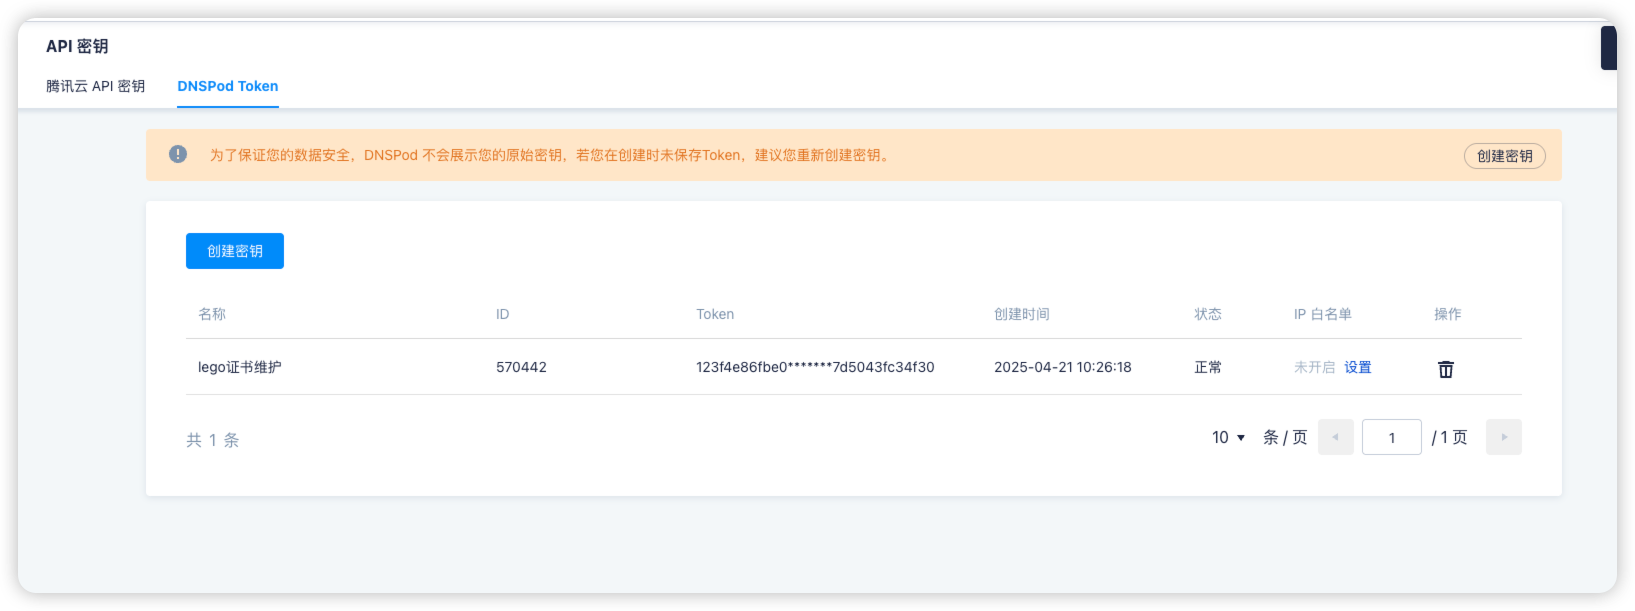 API 密钥
腾讯云 API 密钥 DNSPod Token
为了保证您的数据安全，DNSPod 不会展示您的原始密钥，若您在创建时未保存Token，建议您重新创建密钥。 创建密钥
创建密钥
名称 ID Token 创建时间 状态 IP 白名单 操作
lego证书维护 570442 123f4e86fbe0*******7d5043fc34f30 2025-04-21 10:26:18 正常 未开启 设置
共 1 条 10 条 / 页 1 / 1 页